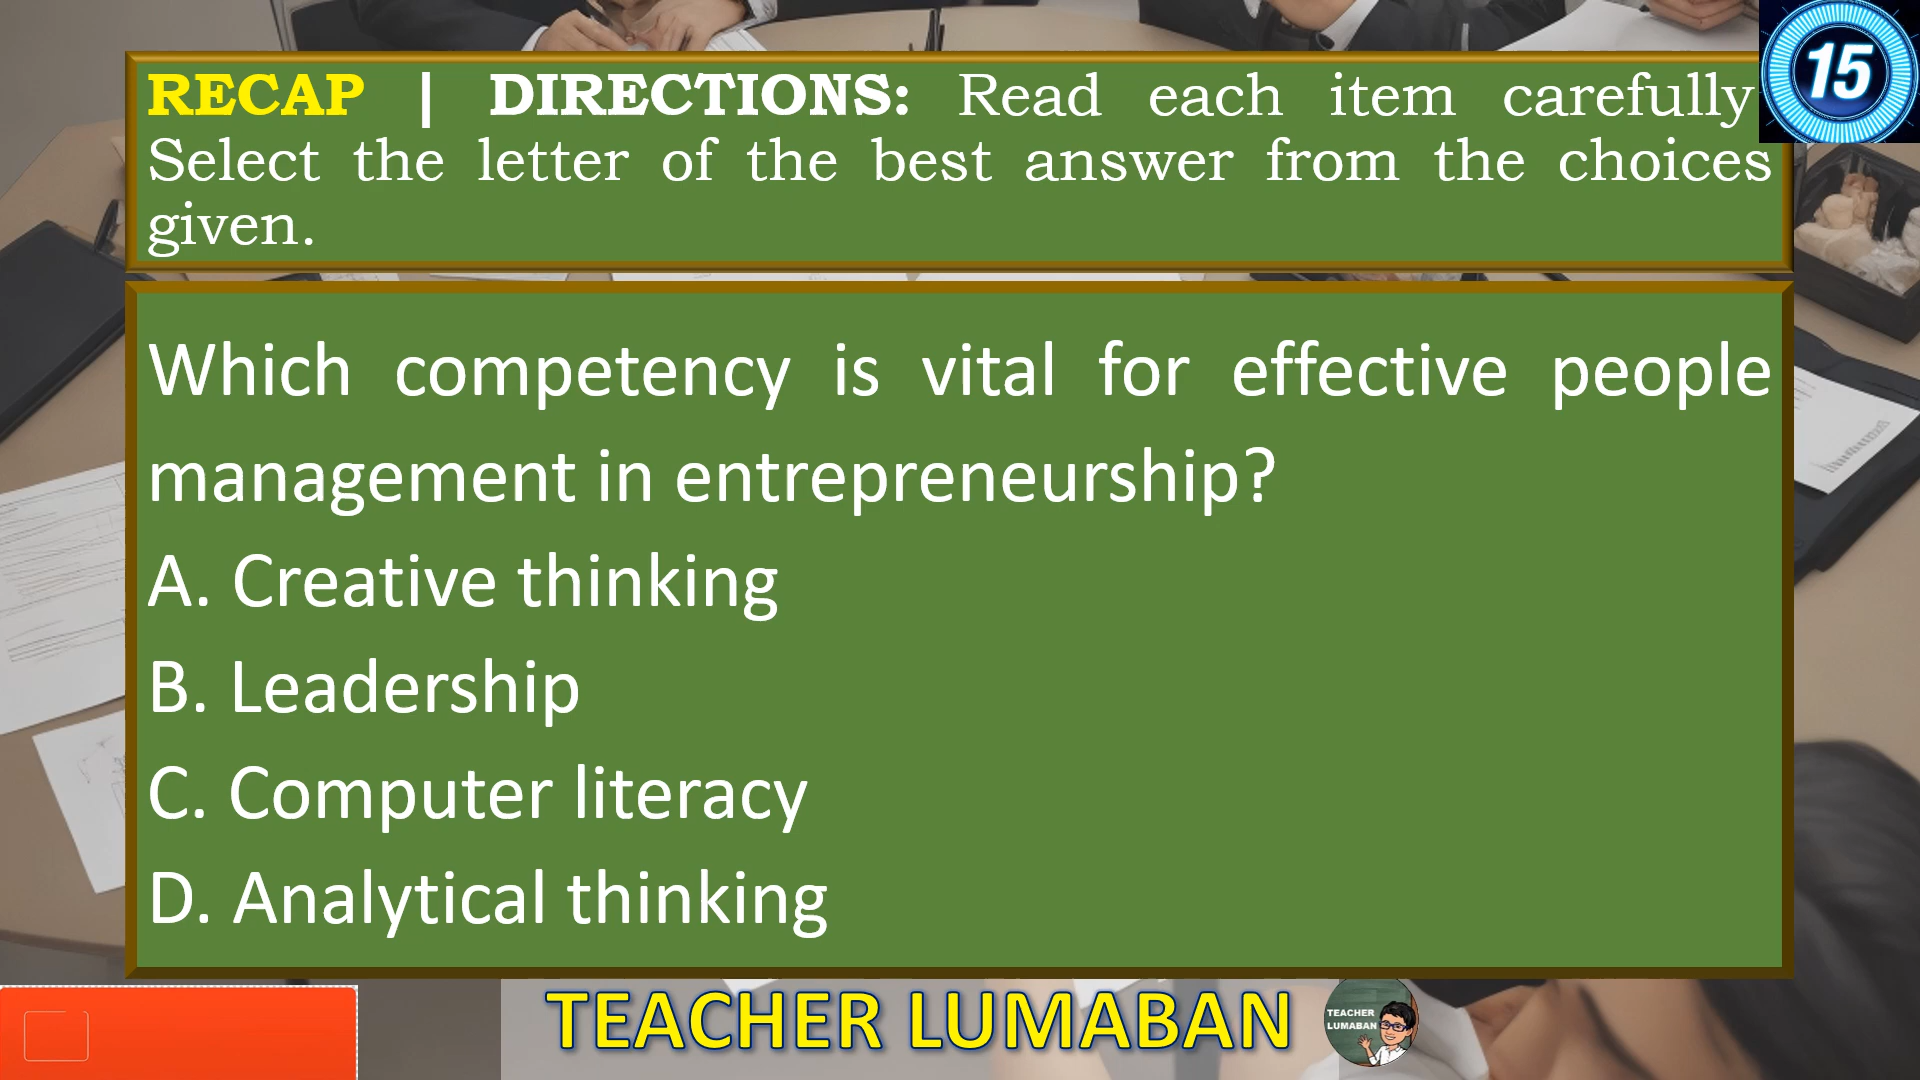 RECAP | DIRECTIONS: Read each item carefully
15
Select the letter of the best answer from the choices
given.
Which competency is vital for effective people
management in entrepreneurship?
A. Creative thinking
B. Leadership
C. Computer literacy
D. Analytical thinking
TEACHER LUMABAN
TEACHER
LUMABAN